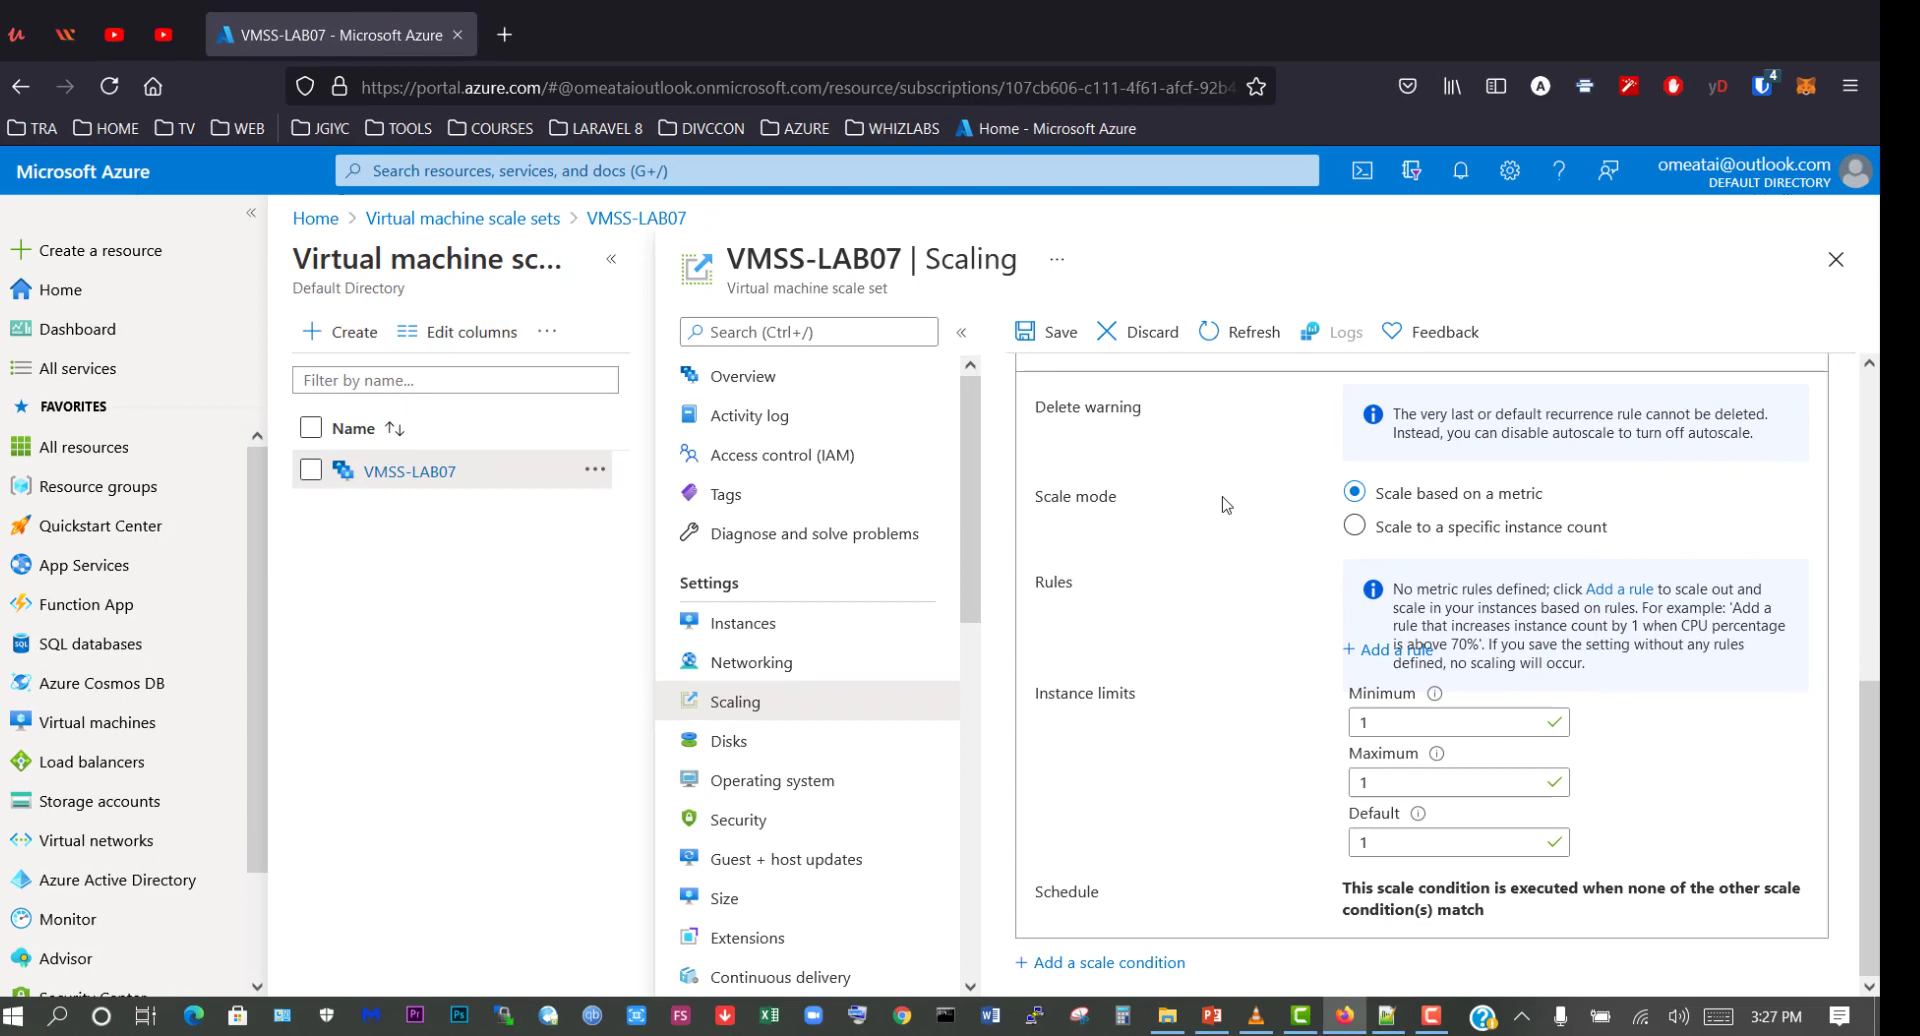 VMSS-LAB07 - Microsoft Azure
https://portal.azure.com/#@omeataioutlook.onmicrosoft.com/resource/subscriptions/107cb606-c111-4f61-afcf-92b4
yD
4
TRA HOME TV WEB JGIYC TOOLS COURSES LARAVEL 8 DIVCCON AZURE WHIZLABS Home - Microsoft Azure
Microsoft Azure
Search resources, services, and docs (G+/)
omeatai@outlook.com
DEFAULT DIRECTORY
Create a resource
Home
Dashboard
All services
FAVORITES
All resources
Resource groups
Quickstart Center
App Services
Function App
SQL databases
Azure Cosmos DB
Virtual machines
Load balancers
Storage accounts
Virtual networks
Azure Active Directory
Monitor
Advisor
Security Center
Home > Virtual machine scale sets > VMSS-LAB07
Virtual machine sc...
Default Directory
Create Edit columns ...
Filter by name...
Name
VMSS-LAB07
VMSS-LAB07 | Scaling ...
Virtual machine scale set
Search (Ctrl+/)
Overview
Activity log
Access control (IAM)
Tags
Diagnose and solve problems
Settings
Instances
Networking
Scaling
Disks
Operating system
Security
Guest + host updates
Size
Extensions
Continuous delivery
Save Discard Refresh Logs Feedback
Delete warning
The very last or default recurrence rule cannot be deleted.
Instead, you can disable autoscale to turn off autoscale.
Scale mode
Scale based on a metric
Scale to a specific instance count
Rules
No metric rules defined; click Add a rule to scale out and
scale in your instances based on rules. For example: 'Add a
rule that increases instance count by 1 when CPU percentage
is above 70%'. If you save the setting without any rules
defined, no scaling will occur.
+ Add a rule
Instance limits
Minimum
1
Maximum
1
Default
1
Schedule
This scale condition is executed when none of the other scale
condition(s) match
+ Add a scale condition
3:27 PM